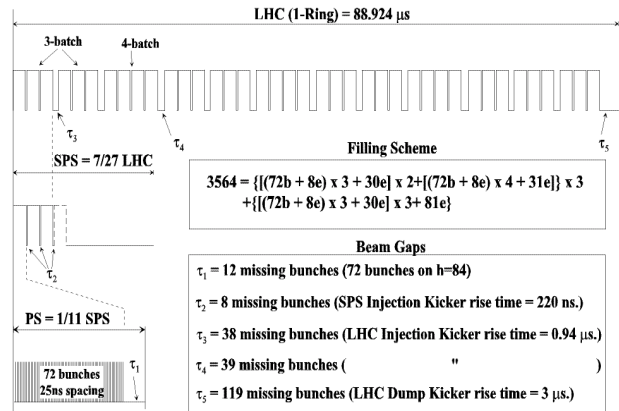 LHC (1-Ring) = 88.924 μs
3-batch
4-batch
τ3
τ4
τ5
SPS = 7/27 LHC
Filling Scheme
3564 = {[(72b + 8e) x 3 + 30e] x 2+[(72b + 8e) x 4 + 31e]} x 3
+{[(72b + 8e) x 3 + 30e] x 3+ 81e}
τ2
Beam Gaps
τ1 = 12 missing bunches (72 bunches on h=84)
τ2 = 8 missing bunches (SPS Injection Kicker rise time = 220 ns.)
τ3 = 38 missing bunches (LHC Injection Kicker rise time = 0.94 μs.)
τ4 = 39 missing bunches ( " )
τ5 = 119 missing bunches (LHC Dump Kicker rise time = 3 μs.)
PS = 1/11 SPS
τ1
72 bunches
25ns spacing